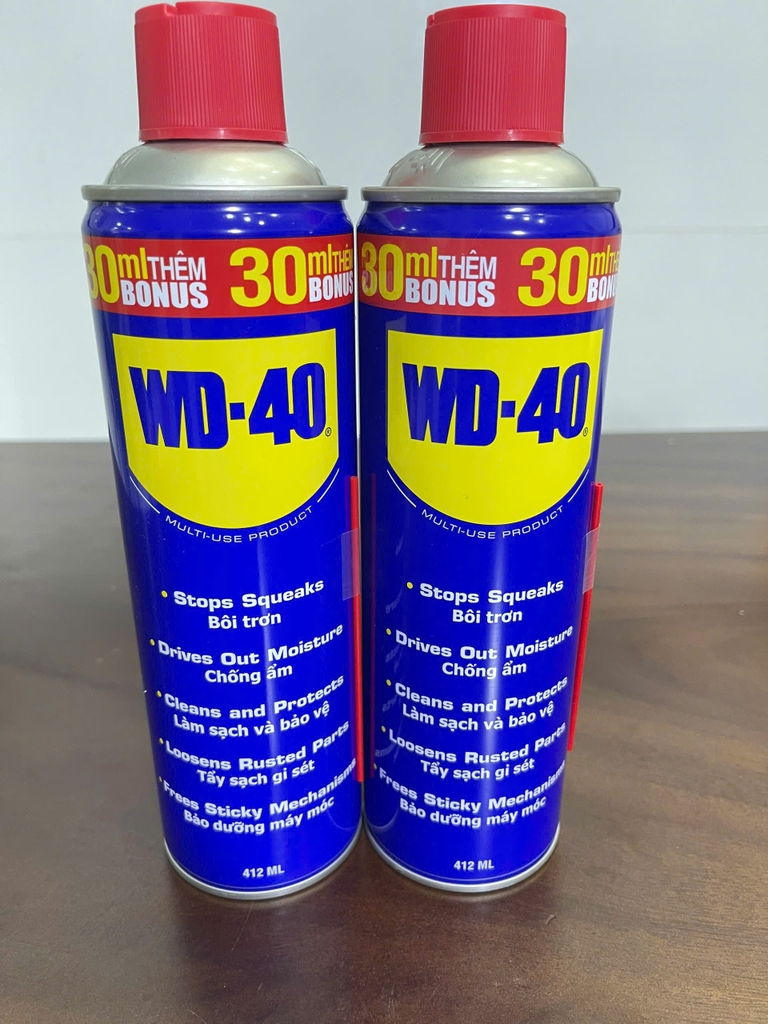 30ml THÊM BONUS 30ml THÊM BONUS
WD-40®
MULTI-USE PRODUCT
• Stops Squeaks
Bôi trơn
• Drives Out Moisture
Chống ẩm
• Cleans and Protects
Làm sạch và bảo vệ
• Loosens Rusted Parts
Tẩy sạch gỉ sét
• Frees Sticky Mechanisms
Bảo dưỡng máy móc
412 ML
30ml THÊM BONUS 30ml THÊM BONUS
WD-40®
MULTI-USE PRODUCT
• Stops Squeaks
Bôi trơn
• Drives Out Moisture
Chống ẩm
• Cleans and Protects
Làm sạch và bảo vệ
• Loosens Rusted Parts
Tẩy sạch gỉ sét
• Frees Sticky Mechanisms
Bảo dưỡng máy móc
412 ML